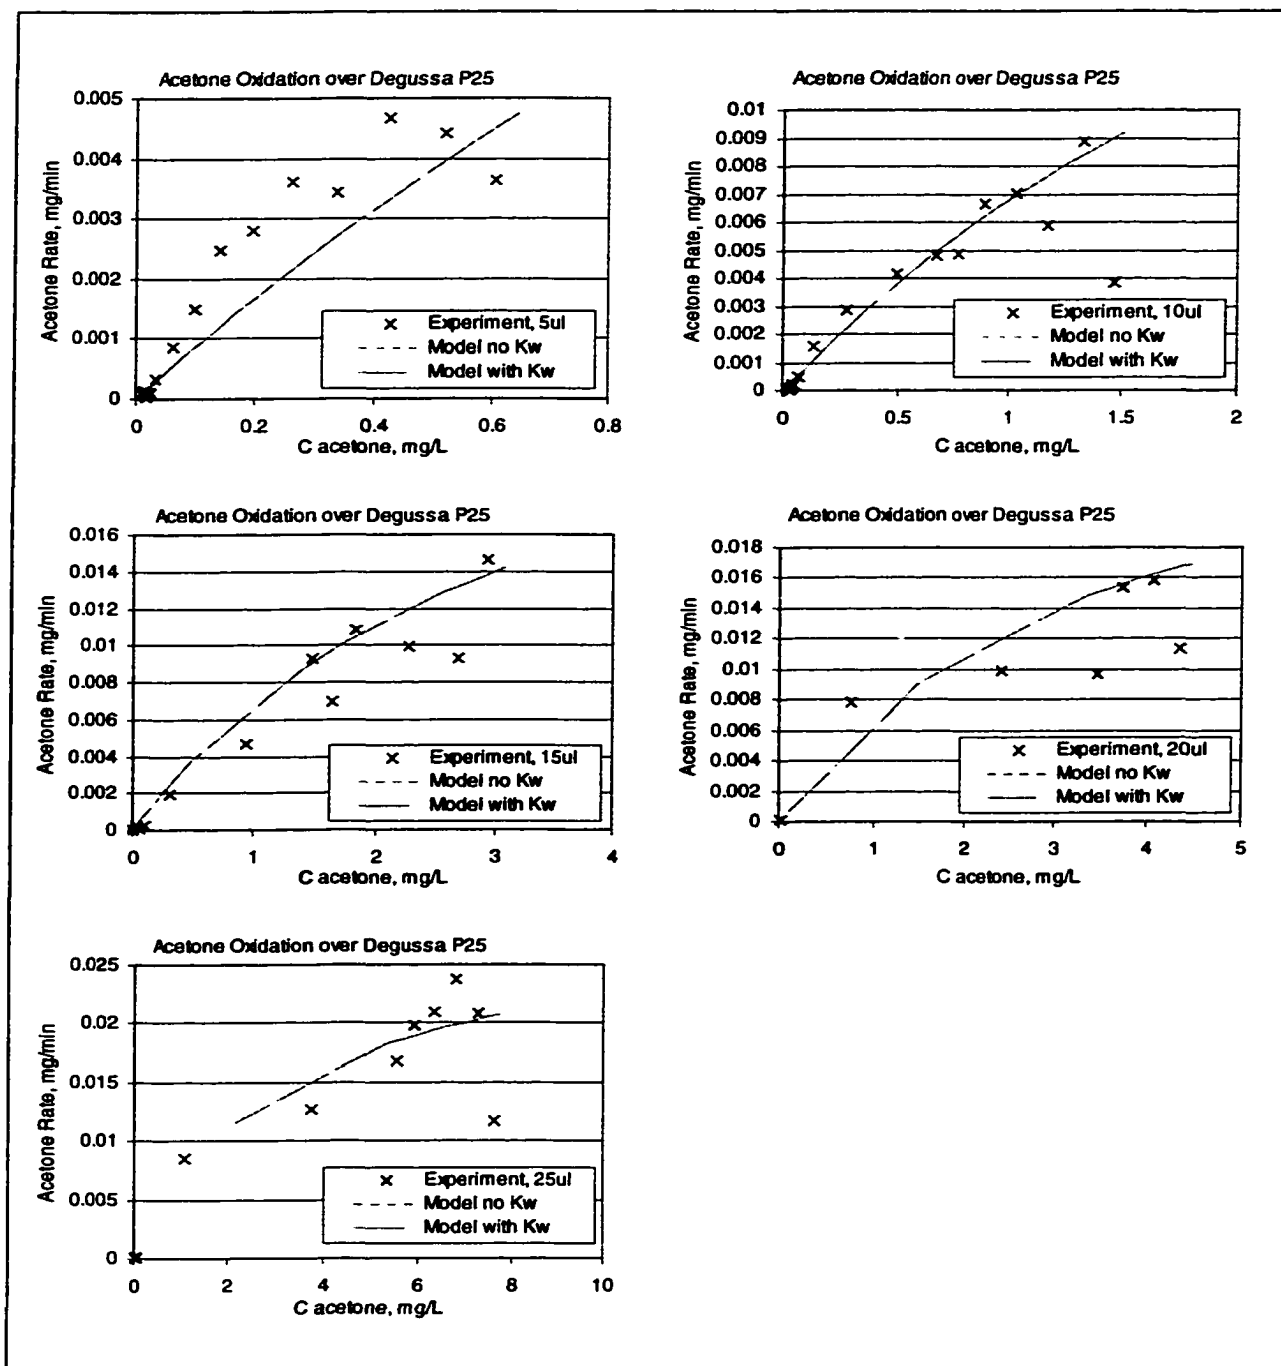 Acetone Oxidation over Degussa P25
0.005
0.004
0.003
0.002
0.001
0
Acetone Rate, mg/min
Experiment, 5ul
Model no Kw
Model with Kw
0
0.2
0.4
0.6
0.8
C acetone, mg/L
Acetone Oxidation over Degussa P25
0.01
0.009
0.008
0.007
0.006
0.005
0.004
0.003
0.002
0.001
0
Acetone Rate, mg/min
Experiment, 10ul
Model no Kw
Model with Kw
0
0.5
1
1.5
2
C acetone, mg/L
Acetone Oxidation over Degussa P25
0.016
0.014
0.012
0.01
0.008
0.006
0.004
0.002
0
Acetone Rate, mg/min
Experiment, 15ul
Model no Kw
Model with Kw
0
1
2
3
4
C acetone, mg/L
Acetone Oxidation over Degussa P25
0.018
0.016
0.014
0.012
0.01
0.008
0.006
0.004
0.002
0
Acetone Rate, mg/min
Experiment, 20ul
Model no Kw
Model with Kw
0
1
2
3
4
5
C acetone, mg/L
Acetone Oxidation over Degussa P25
0.025
0.02
0.015
0.01
0.005
0
Acetone Rate, mg/min
Experiment, 25ul
Model no Kw
Model with Kw
0
2
4
6
8
10
C acetone, mg/L